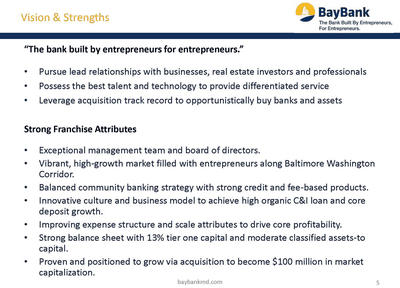 Vision & Strengths
BayBank
The Bank Built By Entrepreneurs,
For Entrepreneurs.
“The bank built by entrepreneurs for entrepreneurs.”
• Pursue lead relationships with businesses, real estate investors and professionals
• Possess the best talent and technology to provide differentiated service
• Leverage acquisition track record to opportunistically buy banks and assets
Strong Franchise Attributes
• Exceptional management team and board of directors.
• Vibrant, high-growth market filled with entrepreneurs along Baltimore Washington
Corridor.
• Balanced community banking strategy with strong credit and fee-based products.
• Innovative culture and business model to achieve high organic C&I loan and core
deposit growth.
• Improving expense structure and scale attributes to drive core profitability.
• Strong balance sheet with 13% tier one capital and moderate classified assets-to
capital.
• Proven and positioned to grow via acquisition to become $100 million in market
capitalization.
baybankmd.com
5